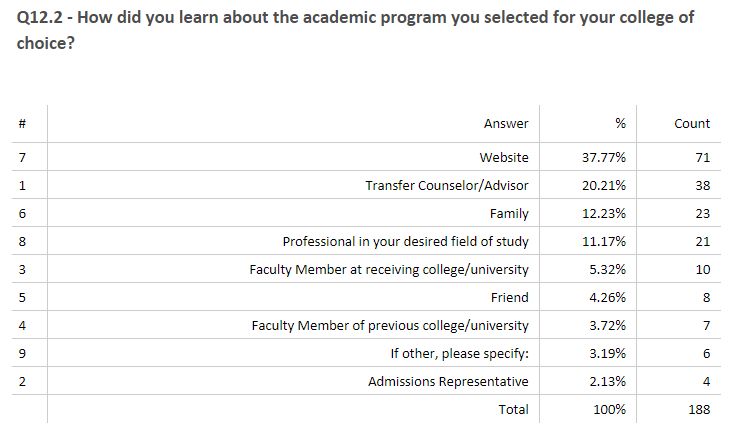 Q12.2 - How did you learn about the academic program you selected for your college of
choice?
# Answer % Count
7 Website 37.77% 71
1 Transfer Counselor/Advisor 20.21% 38
6 Family 12.23% 23
8 Professional in your desired field of study 11.17% 21
3 Faculty Member at receiving college/university 5.32% 10
5 Friend 4.26% 8
4 Faculty Member of previous college/university 3.72% 7
9 If other, please specify: 3.19% 6
2 Admissions Representative 2.13% 4
Total 100% 188